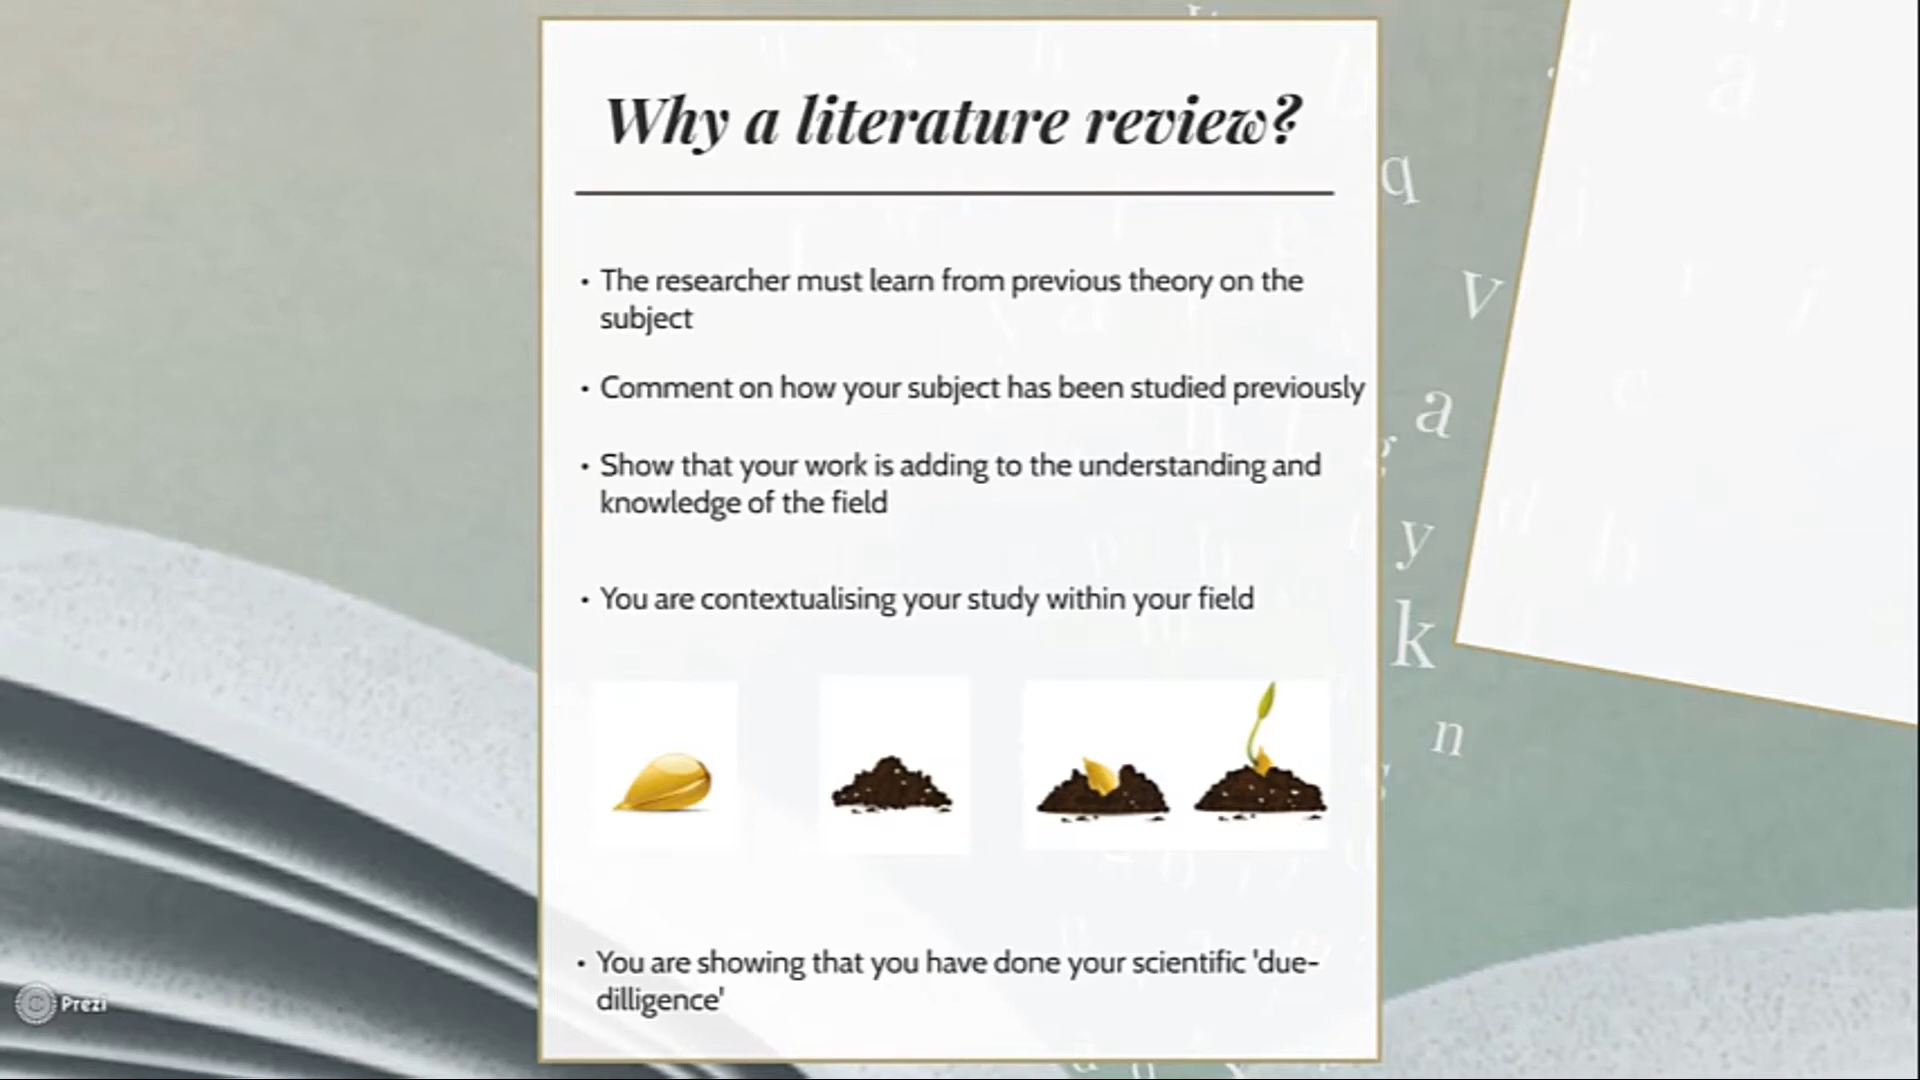 Why a literature review?
• The researcher must learn from previous theory on the
subject
• Comment on how your subject has been studied previously
• Show that your work is adding to the understanding and
knowledge of the field
• You are contextualising your study within your field
• You are showing that you have done your scientific 'due-
dilligence'
Prezi
q
V
a
g
y
k
n